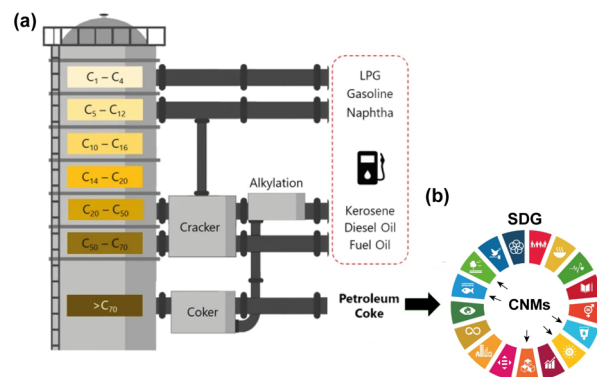 (a)
C₁ – C₄
C₅ – C₁₂
C₁₀ – C₁₆
C₁₄ – C₂₀
C₂₀ – C₅₀
C₅₀ – C₇₀
>C₇₀
Cracker
Alkylation
Coker
LPG
Gasoline
Naphtha
Kerosene
Diesel Oil
Fuel Oil
Petroleum
Coke
(b)
SDG
CNMs